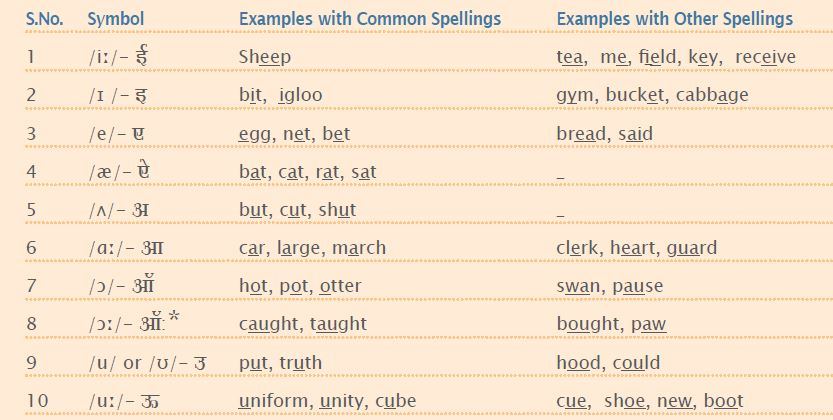 S.No. Symbol Examples with Common Spellings Examples with Other Spellings
1 /iː/- ई Sheep tea, me, field, key, receive
2 /ɪ /- इ bit, igloo gym, bucket, cabbage
3 /e/- ए egg, net, bet bread, said
4 /æ/- ऐ bat, cat, rat, sat –
5 /ʌ/- अ but, cut, shut –
6 /ɑː/- आ car, large, march clerk, heart, guard
7 /ɔ/- ऑ hot, pot, otter swan, pause
8 /ɔː/- ऑ:* caught, taught bought, paw
9 /u/ or /ʊ/- उ put, truth hood, could
10 /uː/- ऊ uniform, unity, cube cue, shoe, new, boot